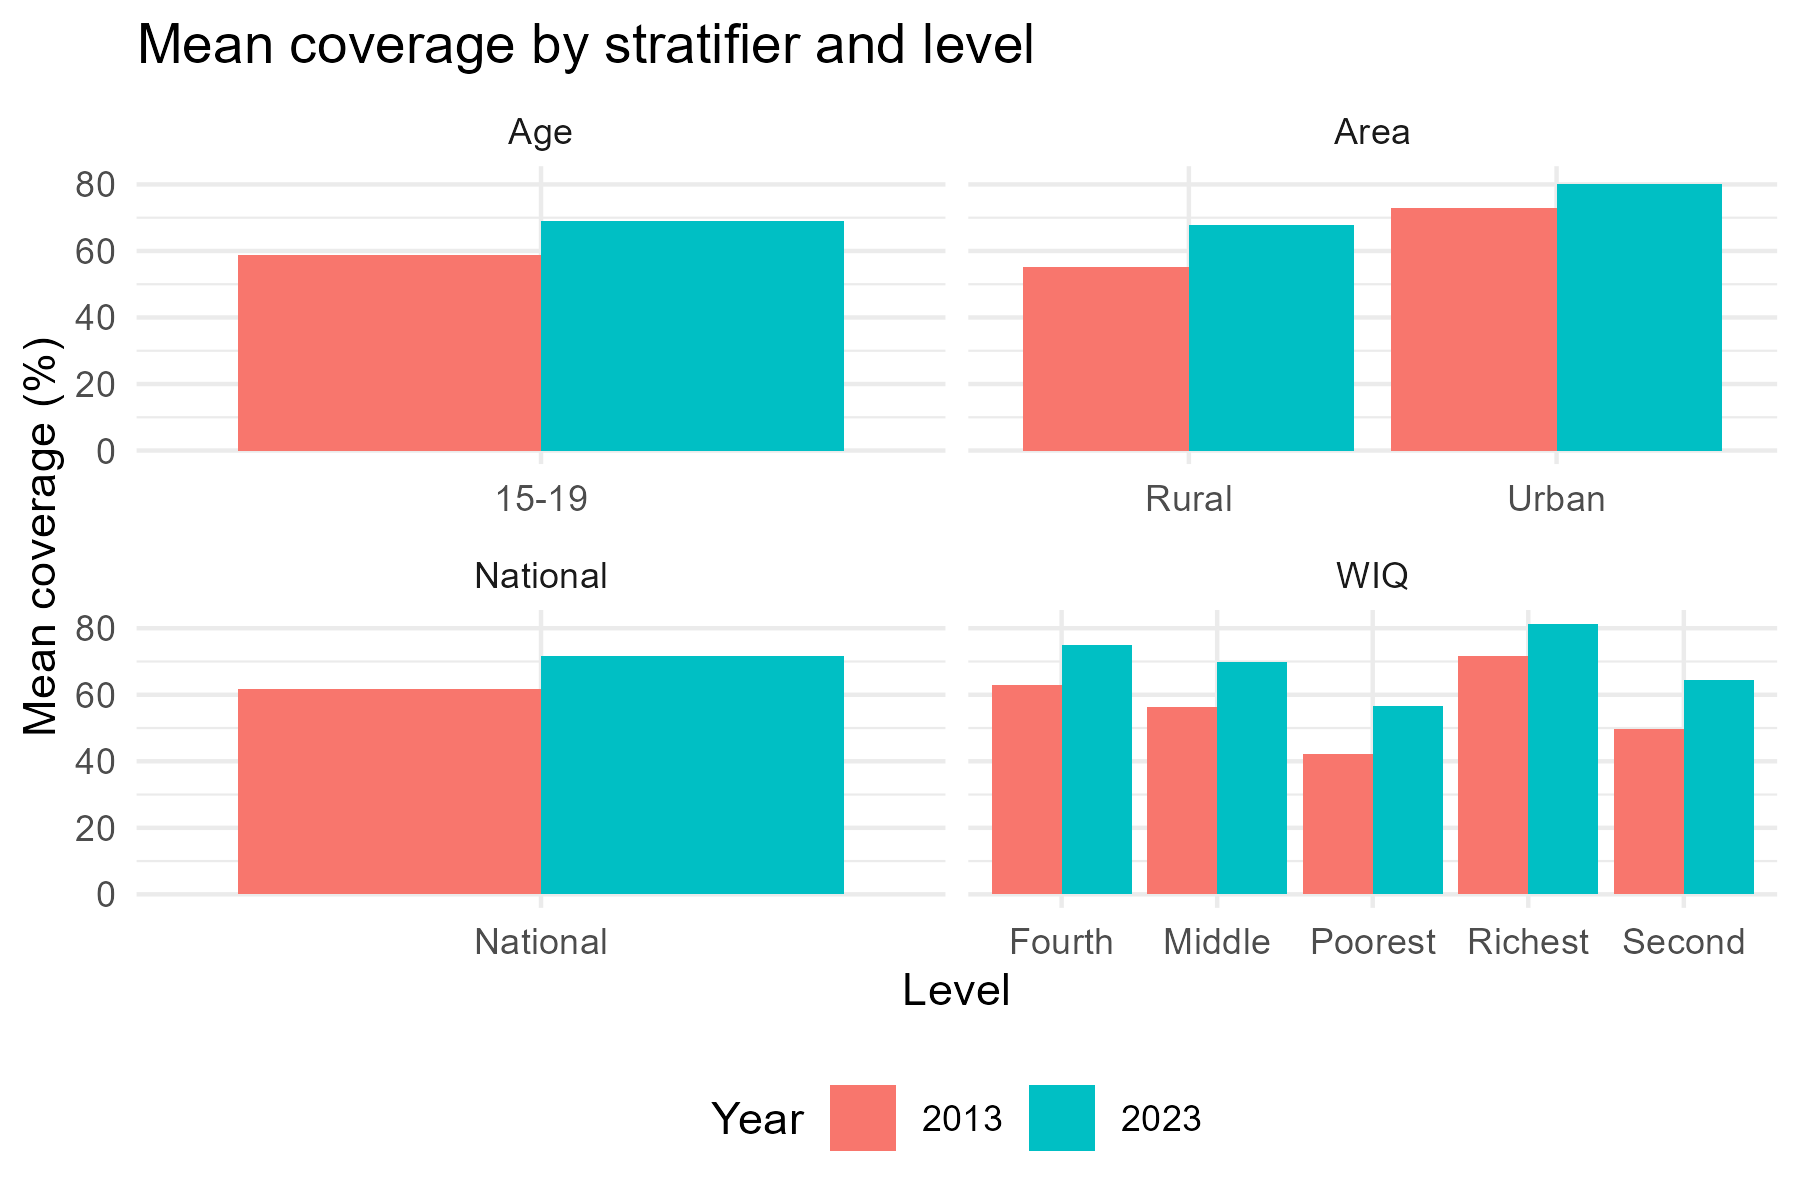 Mean coverage by stratifier and level
Age
Area
80
60
40
20
0
15-19
Rural
Urban
Mean coverage (%)
National
WIQ
80
60
40
20
0
National
Fourth
Middle
Poorest
Richest
Second
Level
Year
2013
2023